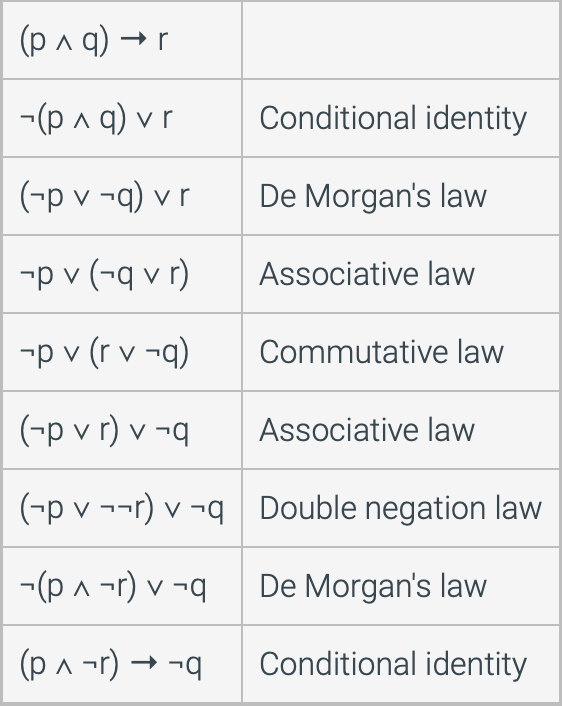 (p ∧ q) → r
¬(p ∧ q) ∨ r Conditional identity
(¬p ∨ ¬q) ∨ r De Morgan's law
¬p ∨ (¬q ∨ r) Associative law
¬p ∨ (r ∨ ¬q) Commutative law
(¬p ∨ r) ∨ ¬q Associative law
(¬p ∨ ¬¬r) ∨ ¬q Double negation law
¬(p ∧ ¬r) ∨ ¬q De Morgan's law
(p ∧ ¬r) → ¬q Conditional identity